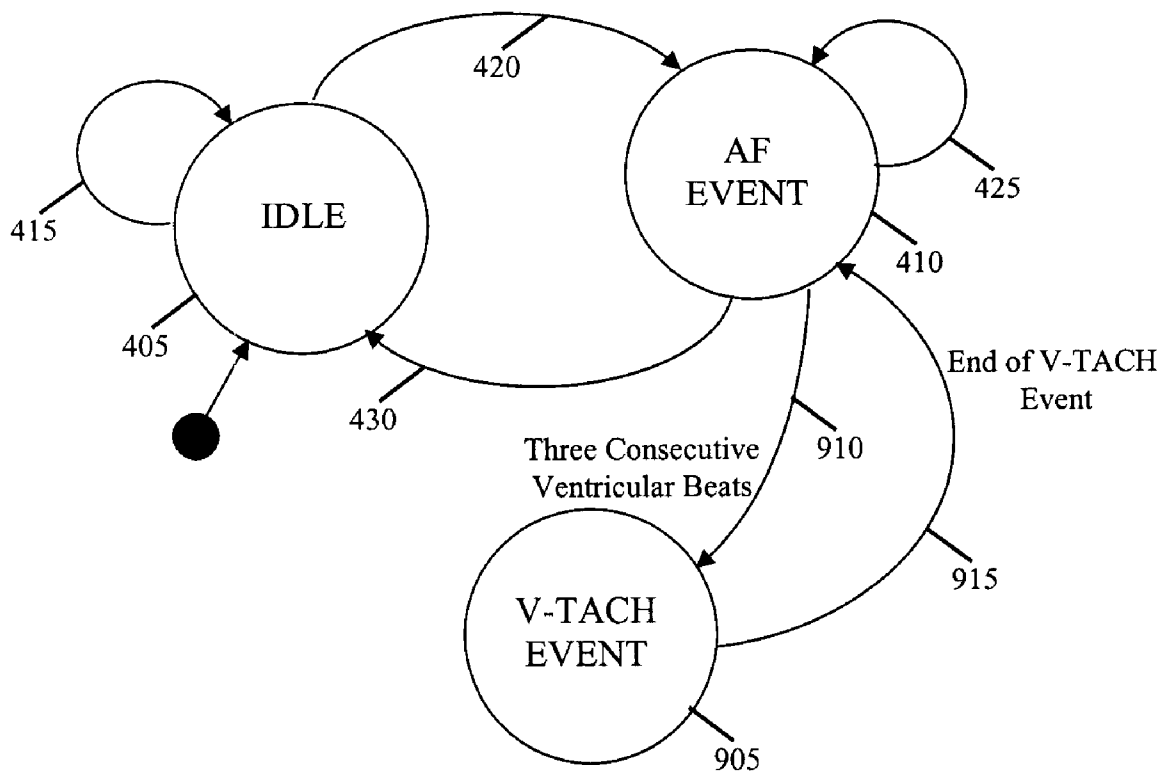 420
AF
EVENT
425
415
IDLE
410
405
430
End of V-TACH
Event
910
Three Consecutive
Ventricular Beats
915
V-TACH
EVENT
905